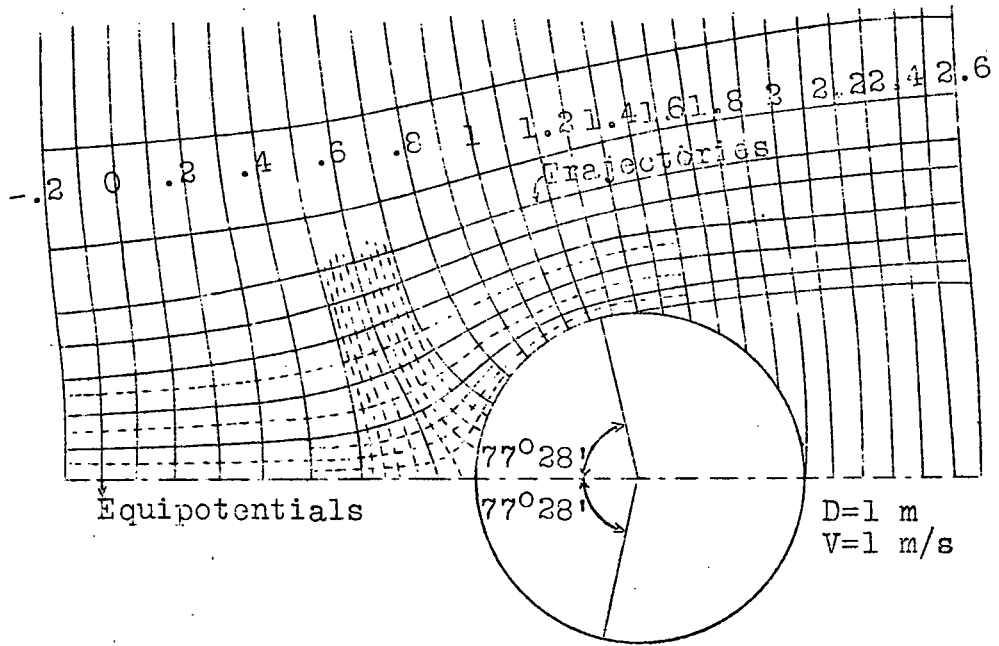 -.2 0 .2 .4 .6 .8 1 1.2 1.4 1.6 1.8 2 2.2 2.4 2.6
Trajectories
77°28'
77°28'
Equipotentials
D=1 m
V=1 m/s